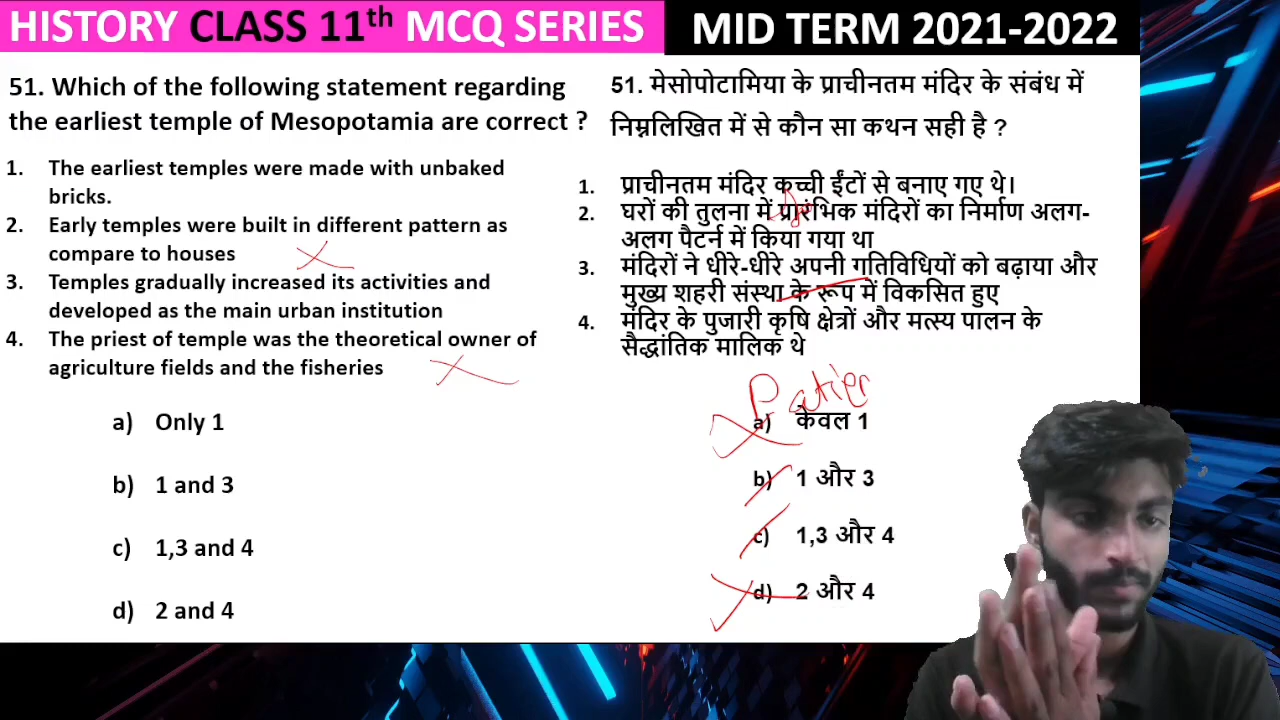 HISTORY CLASS 11th MCQ SERIES
MID TERM 2021-2022
51. Which of the following statement regarding
the earliest temple of Mesopotamia are correct ?
1. The earliest temples were made with unbaked
bricks.
2. Early temples were built in different pattern as
compare to houses
3. Temples gradually increased its activities and
developed as the main urban institution
4. The priest of temple was the theoretical owner of
agriculture fields and the fisheries
a) Only 1
b) 1 and 3
c) 1,3 and 4
d) 2 and 4
51. मेसोपोटामिया के प्राचीनतम मंदिर के संबंध में
निम्नलिखित में से कौन सा कथन सही है ?
1. प्राचीनतम मंदिर कच्ची ईंटों से बनाए गए थे।
2. घरों की तुलना में प्रारंभिक मंदिरों का निर्माण अलग-
अलग पैटर्न में किया गया था
3. मंदिरों ने धीरे-धीरे अपनी गतिविधियों को बढ़ाया और
मुख्य शहरी संस्था के रूप में विकसित हुए
4. मंदिर के पुजारी कृषि क्षेत्रों और मत्स्य पालन के
सैद्धांतिक मालिक थे
a) केवल 1
b) 1 और 3
c) 1,3 और 4
d) 2 और 4